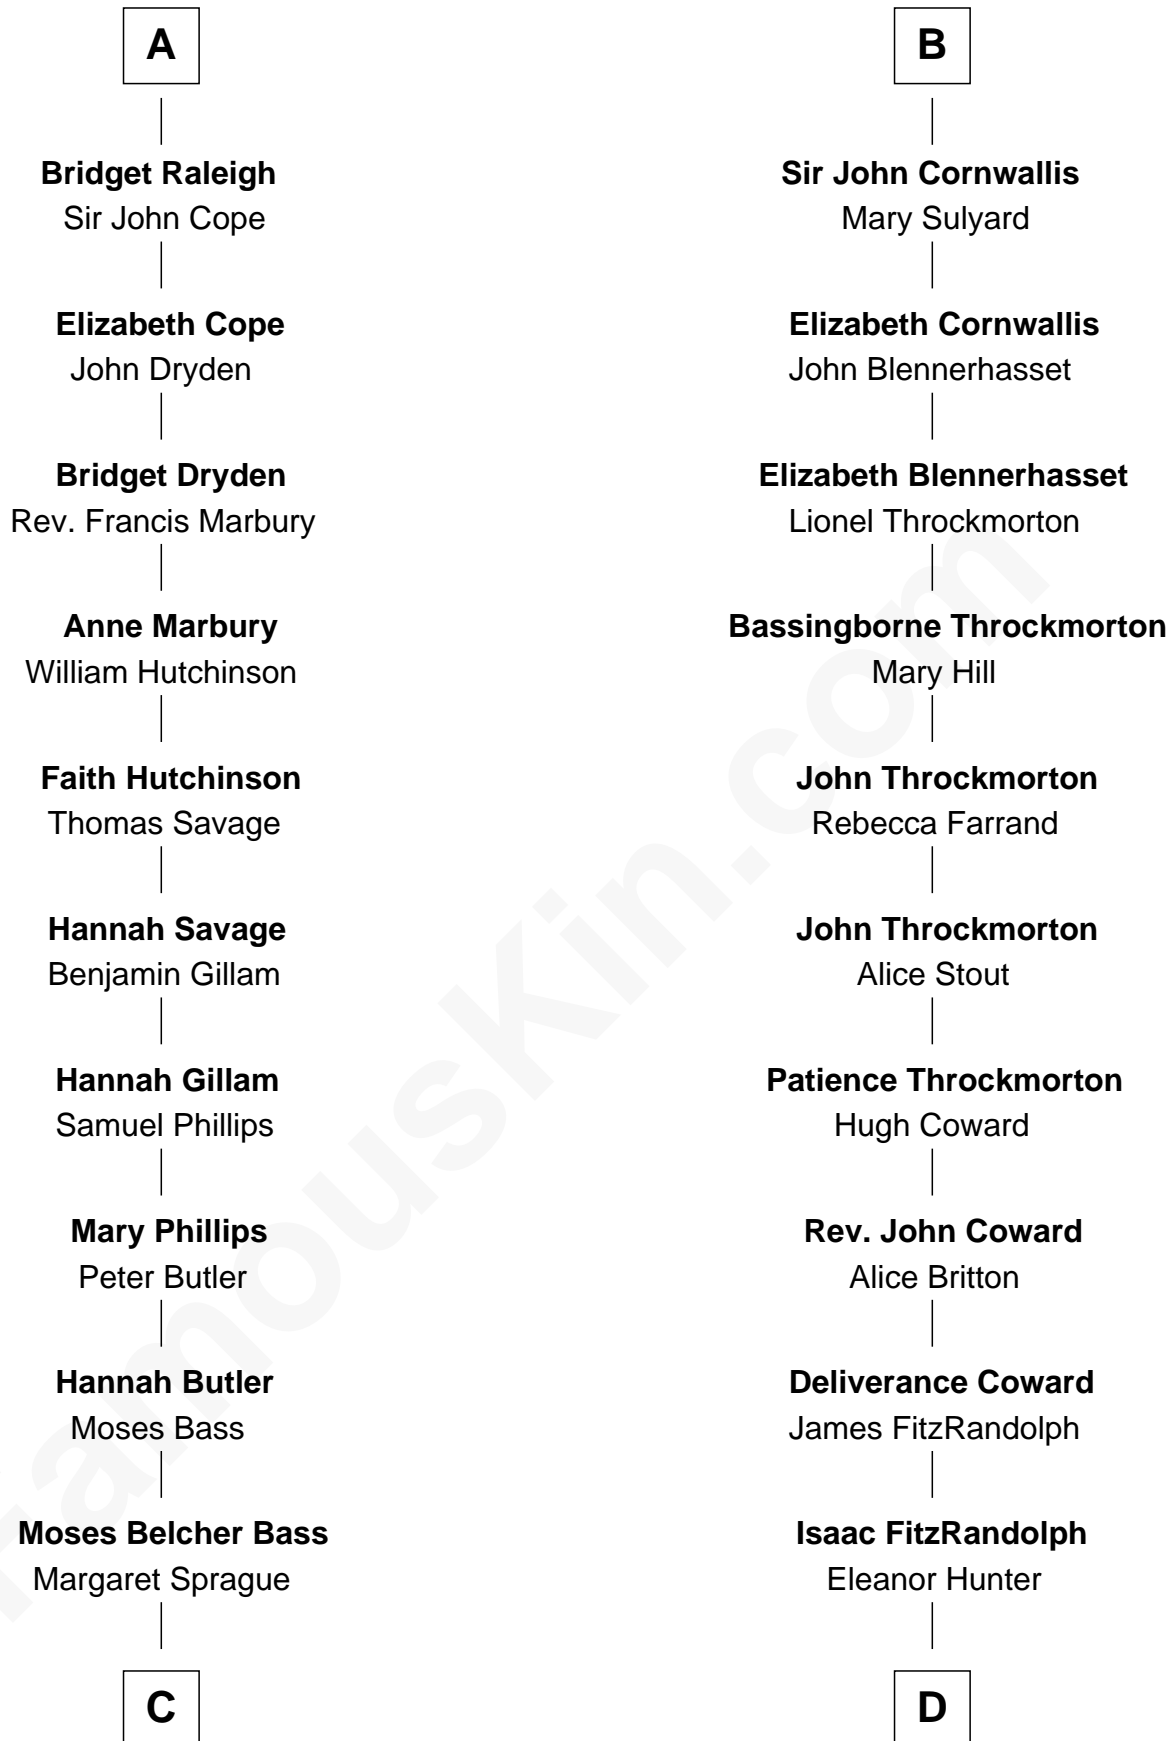 A
Bridget Raleigh
Sir John Cope
Elizabeth Cope
John Dryden
Bridget Dryden
Rev. Francis Marbury
Anne Marbury
William Hutchinson
Faith Hutchinson
Thomas Savage
Hannah Savage
Benjamin Gillam
Hannah Gillam
Samuel Phillips
Mary Phillips
Peter Butler
Hannah Butler
Moses Bass
Moses Belcher Bass
Margaret Sprague
C
B
Sir John Cornwallis
Mary Sulyard
Elizabeth Cornwallis
John Blennerhasset
Elizabeth Blennerhasset
Lionel Throckmorton
Bassingborne Throckmorton
Mary Hill
John Throckmorton
Rebecca Farrand
John Throckmorton
Alice Stout
Patience Throckmorton
Hugh Coward
Rev. John Coward
Alice Britton
Deliverance Coward
James FitzRandolph
Isaac FitzRandolph
Eleanor Hunter
D
FamousKin.com